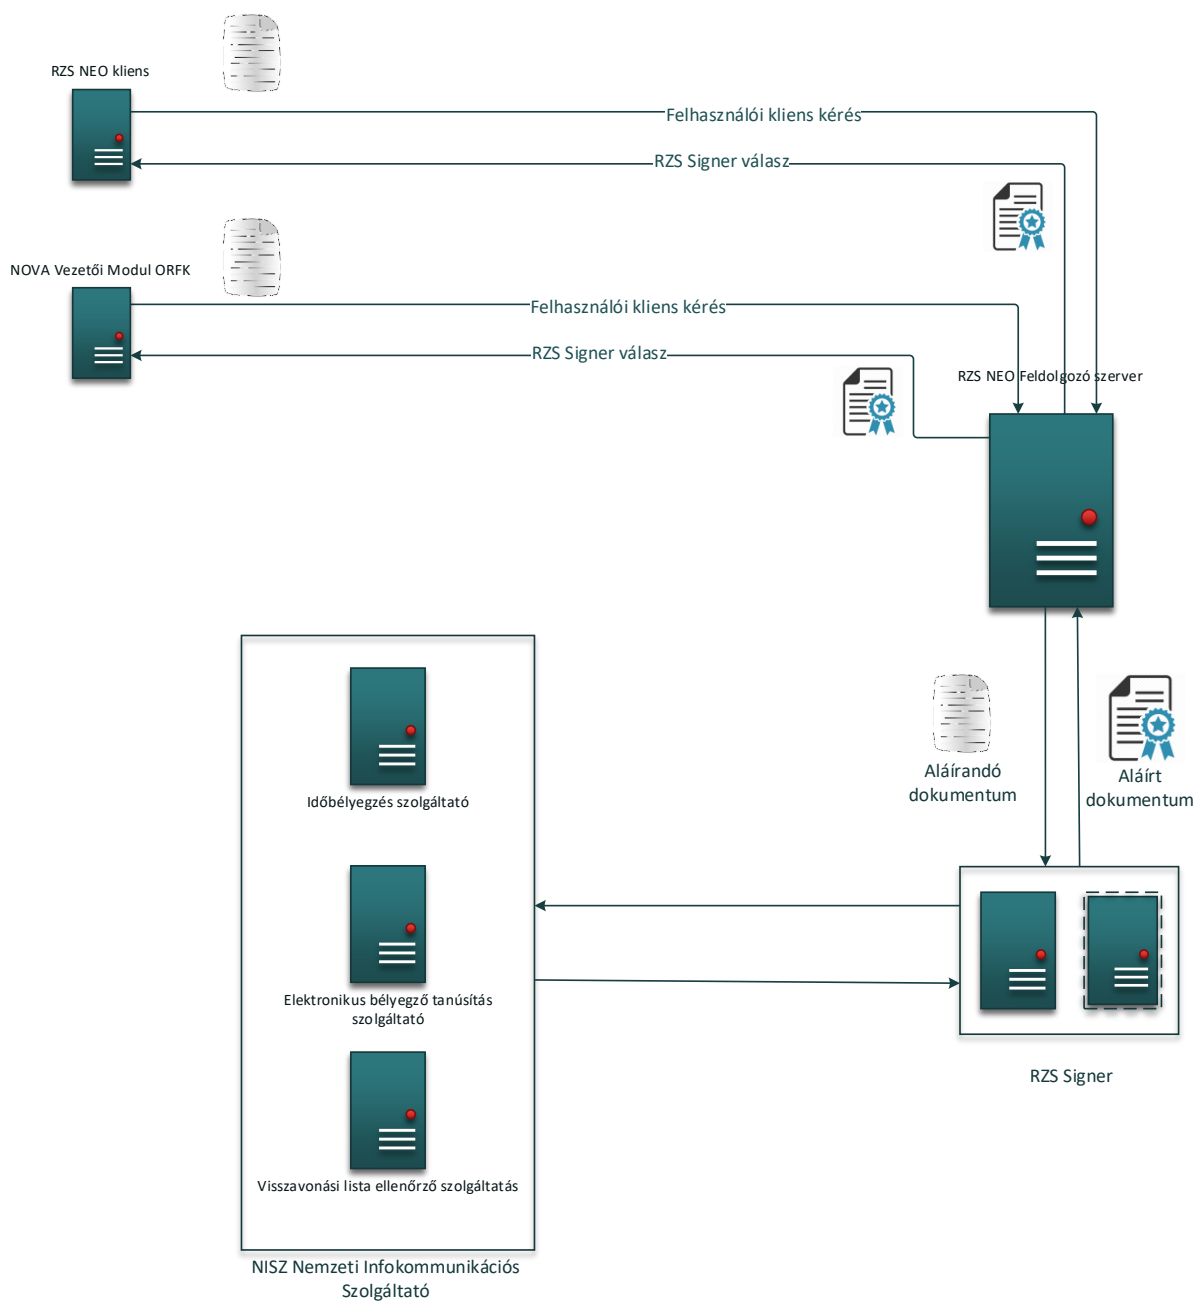 RZS NEO kliens
Felhasználói kliens kérés
RZS Signer válasz
NOVA Vezetői Modul ORFK
Felhasználói kliens kérés
RZS Signer válasz
RZS NEO Feldolgozó szerver
Aláírandó
dokumentum
Aláírt
dokumentum
Időbélyegzés szolgáltató
Elektronikus bélyegző tanúsítás
szolgáltató
RZS Signer
Visszavonási lista ellenőrző szolgáltatás
NISZ Nemzeti Infokommunikációs
Szolgáltató